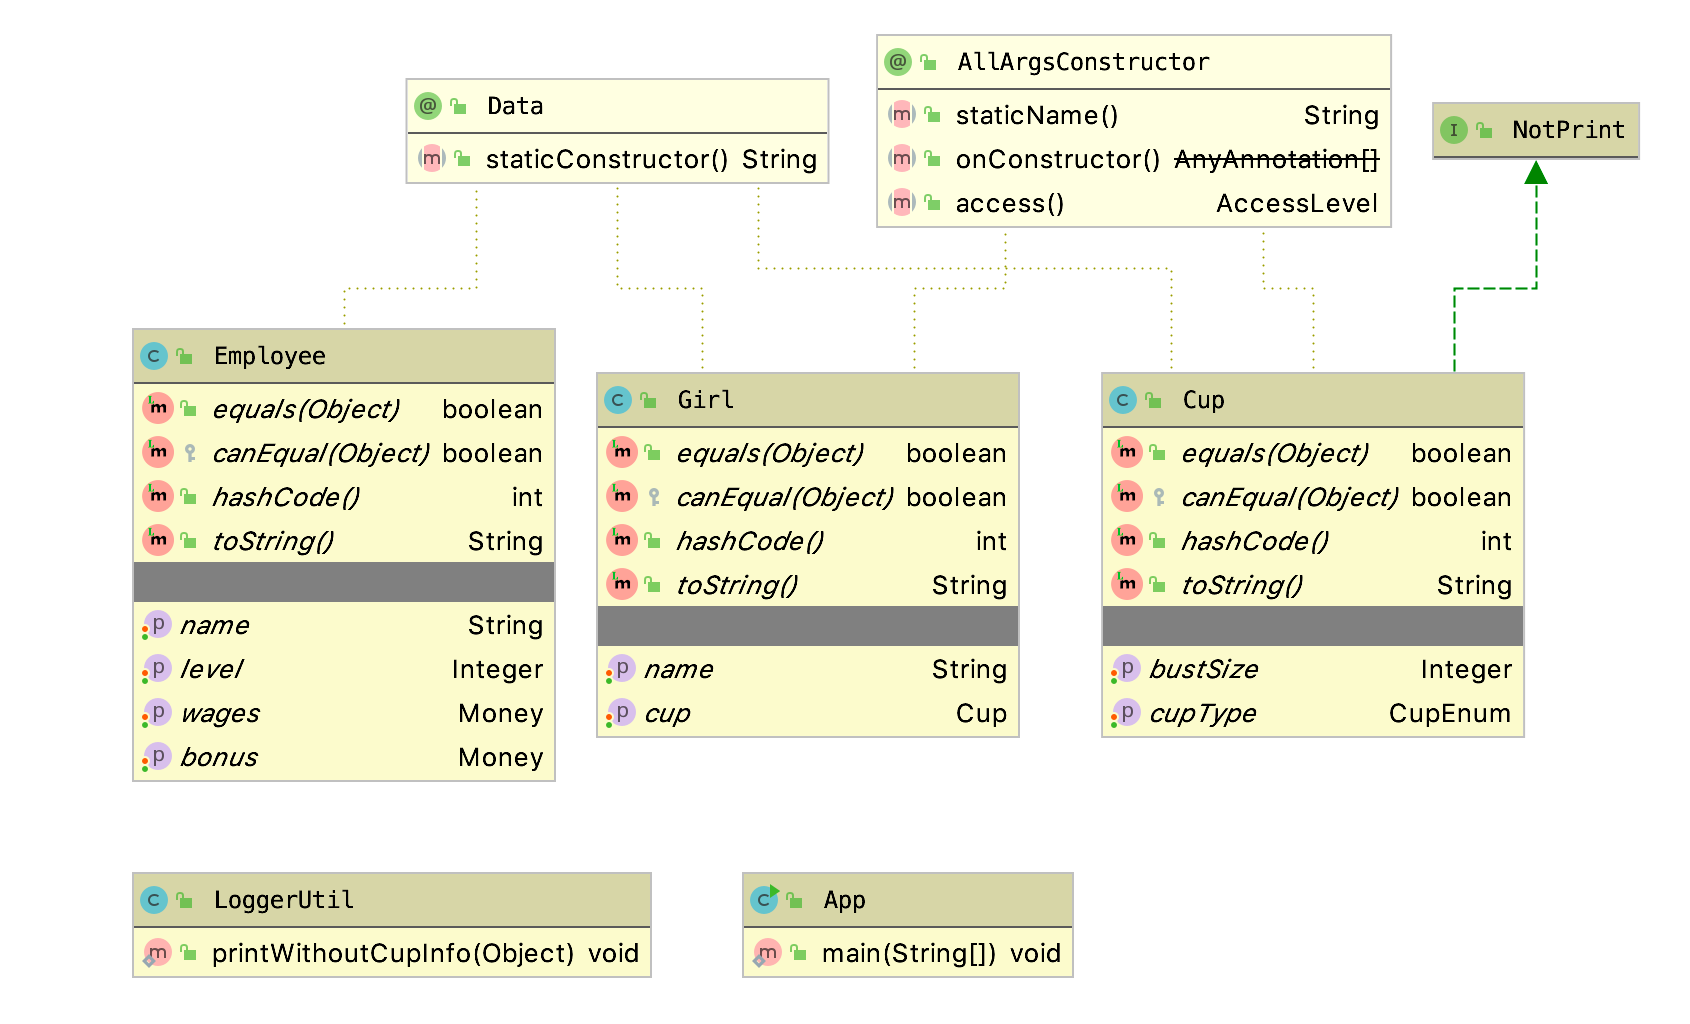 @ Data
m staticConstructor() String
@ AllArgsConstructor
m staticName() String
m onConstructor() AnyAnnotation[]
m access() AccessLevel
I NotPrint
C Employee
m equals(Object) boolean
m canEqual(Object) boolean
m hashCode() int
m toString() String
p name String
p level Integer
p wages Money
p bonus Money
C Girl
m equals(Object) boolean
m canEqual(Object) boolean
m hashCode() int
m toString() String
p name String
p cup Cup
C Cup
m equals(Object) boolean
m canEqual(Object) boolean
m hashCode() int
m toString() String
p bustSize Integer
p cupType CupEnum
C LoggerUtil
m printWithoutCupInfo(Object) void
C App
m main(String[]) void